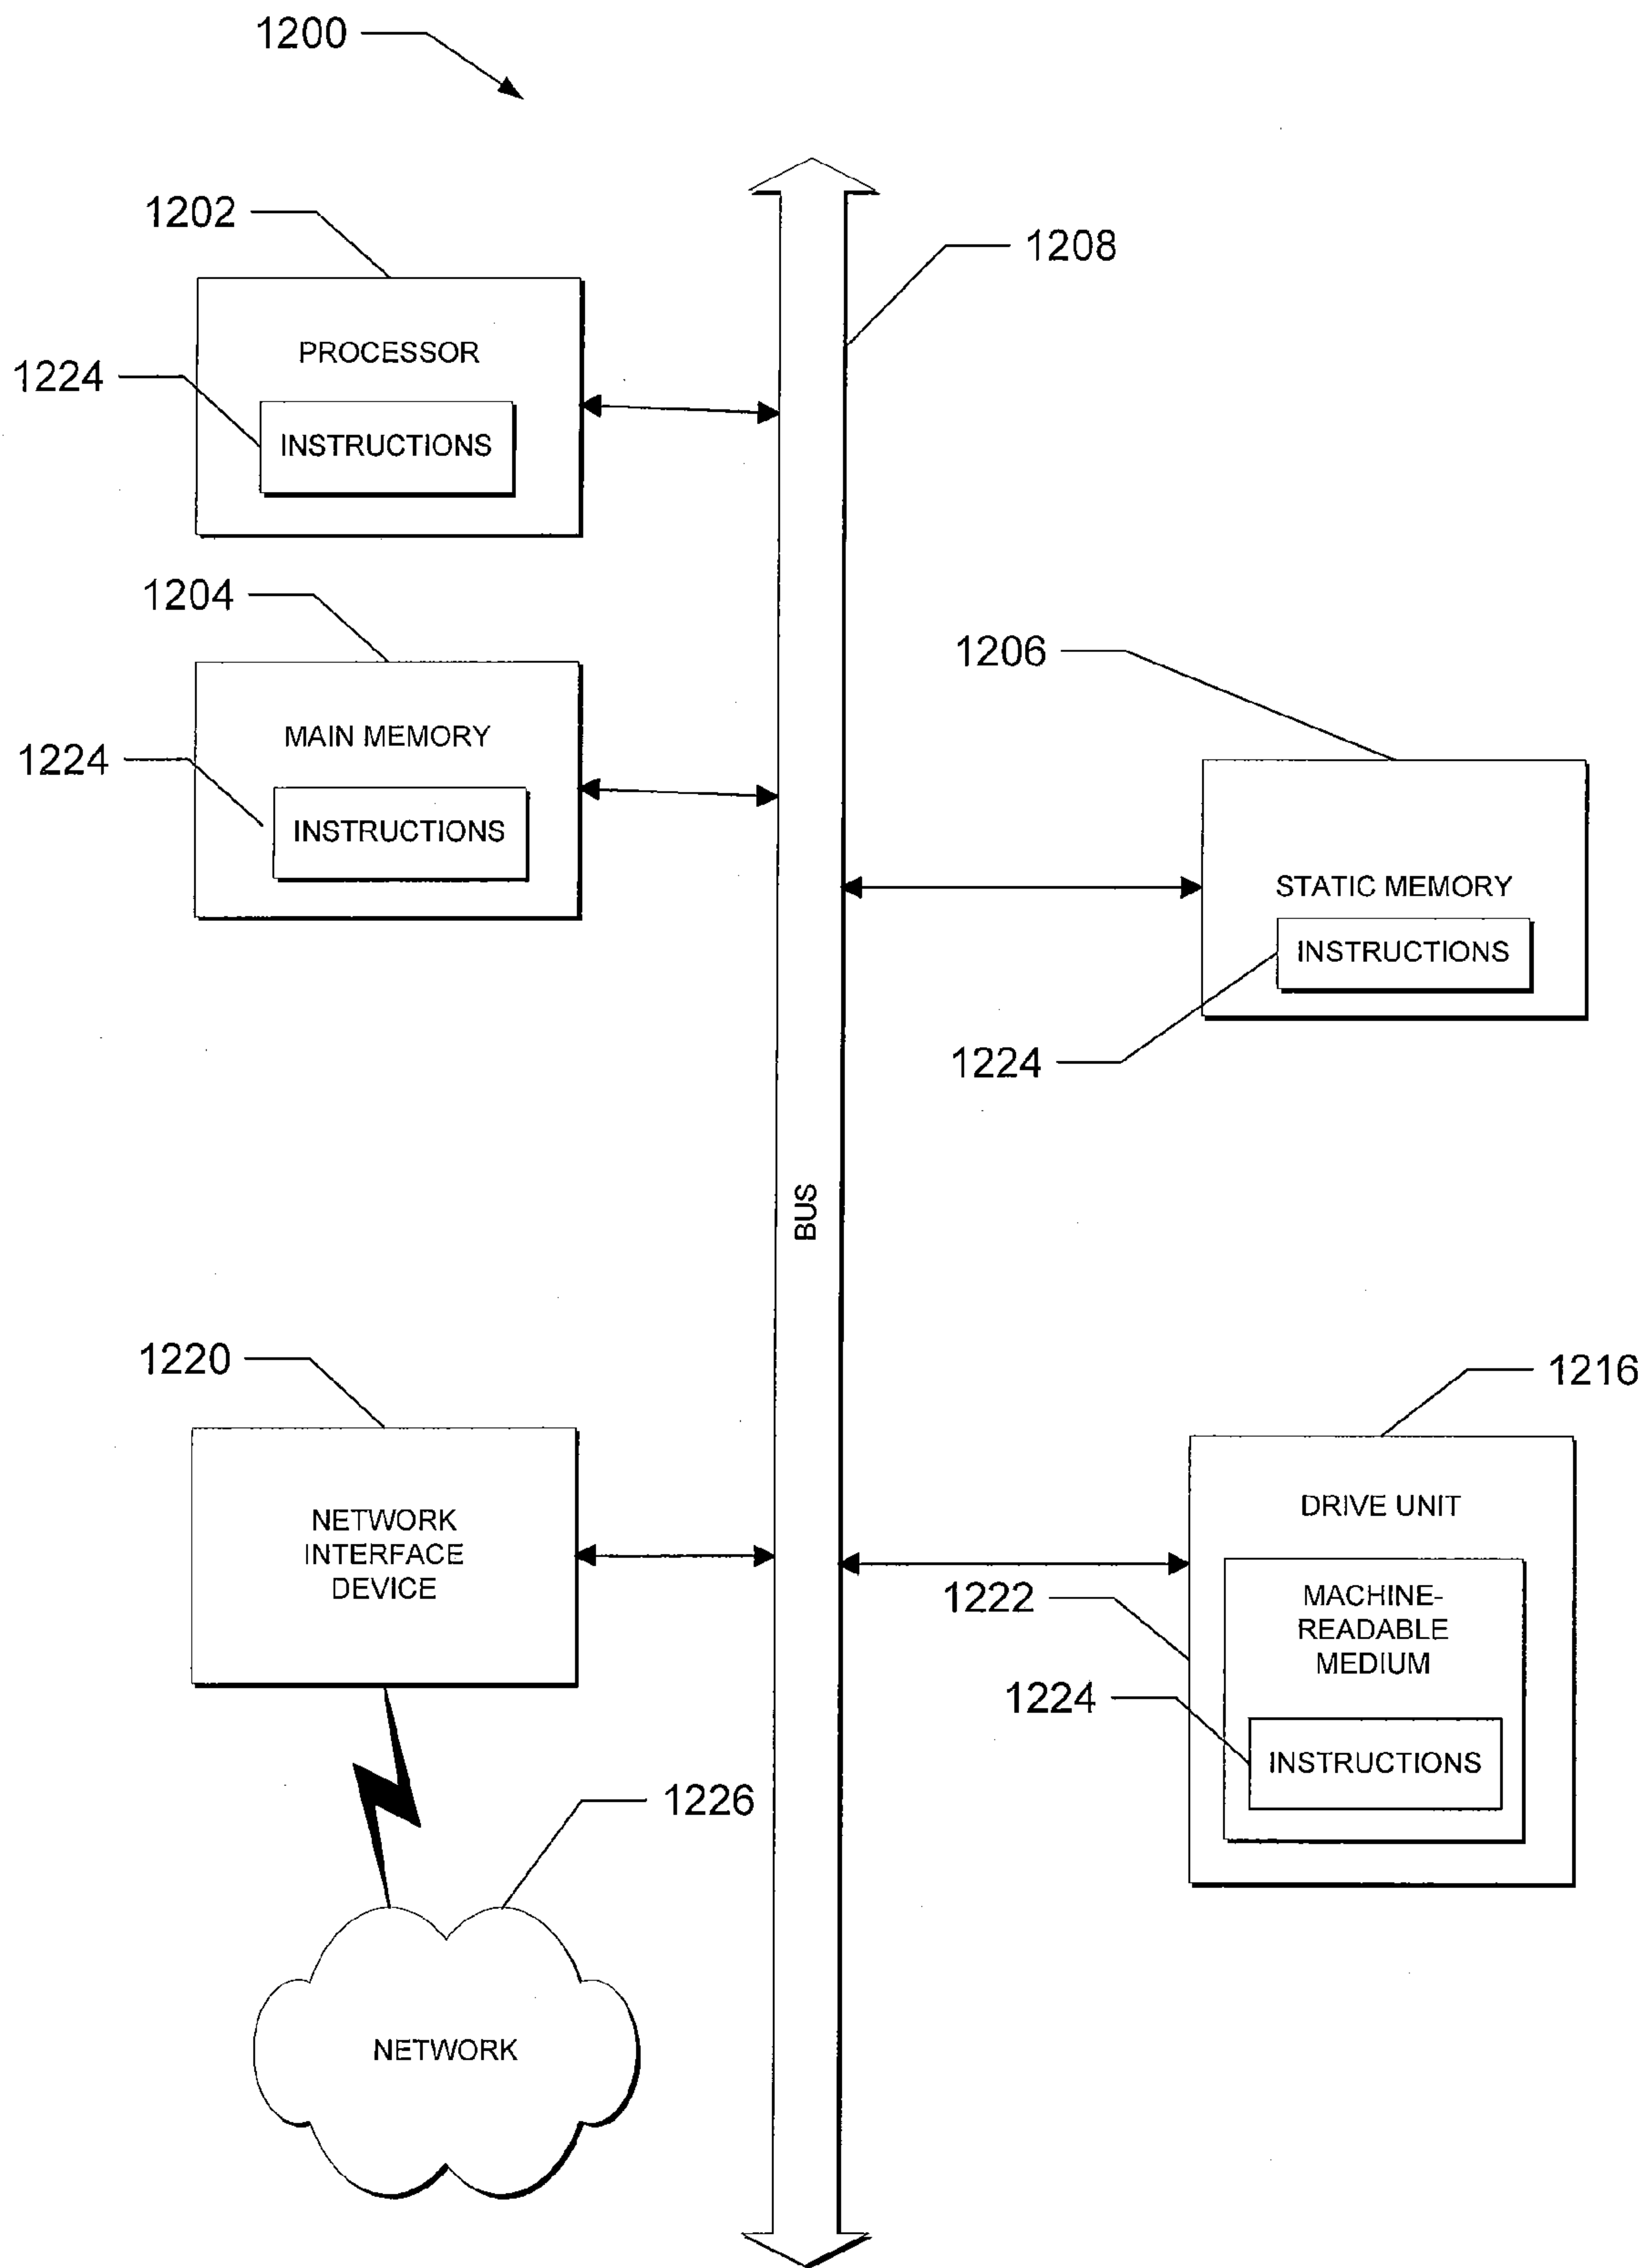 1200
1202
1208
PROCESSOR
1224
INSTRUCTIONS
1204
1206
MAIN MEMORY
1224
INSTRUCTIONS
STATIC MEMORY
INSTRUCTIONS
1224
BUS
1220
1216
NETWORK
INTERFACE
DEVICE
DRIVE UNIT
1222
MACHINE-
READABLE
MEDIUM
1224
INSTRUCTIONS
1226
NETWORK